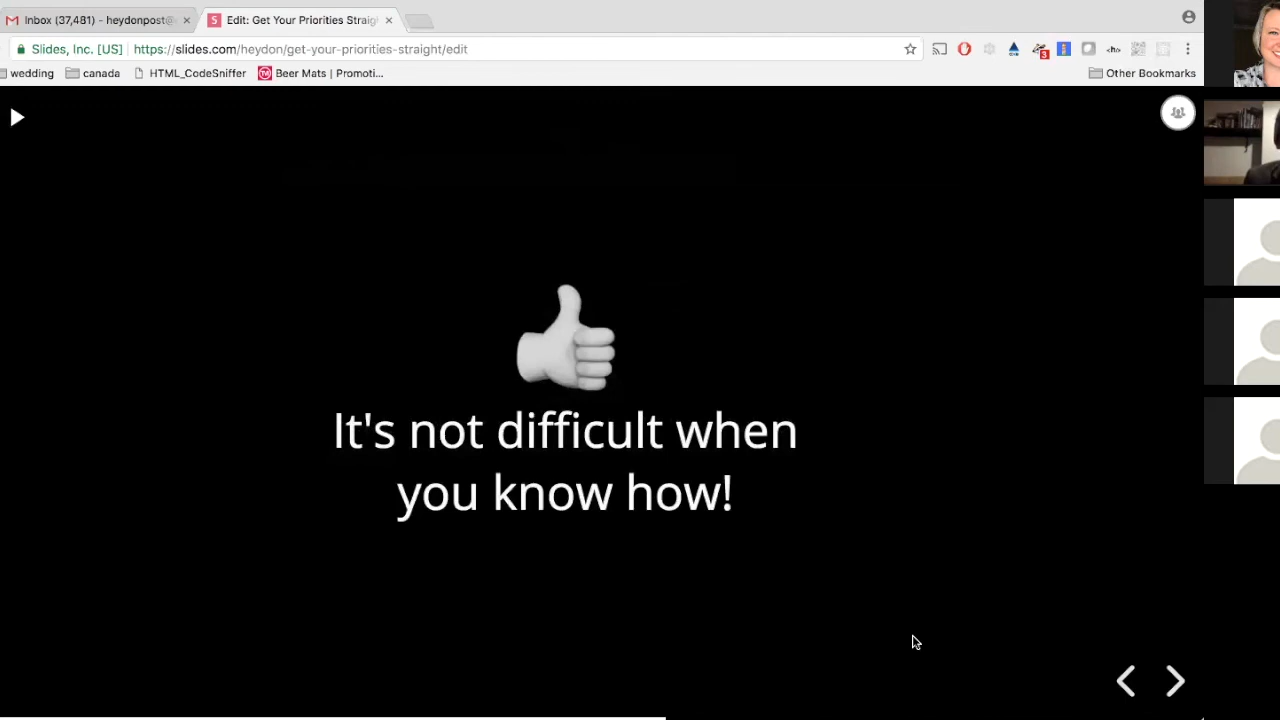 Inbox (37,481) - heydonpost@
Edit: Get Your Priorities Straig
Slides, Inc. [US]
https://slides.com/heydon/get-your-priorities-straight/edit
wedding
canada
HTML_CodeSniffer
Beer Mats | Promoti...
Other Bookmarks
It's not difficult when
you know how!